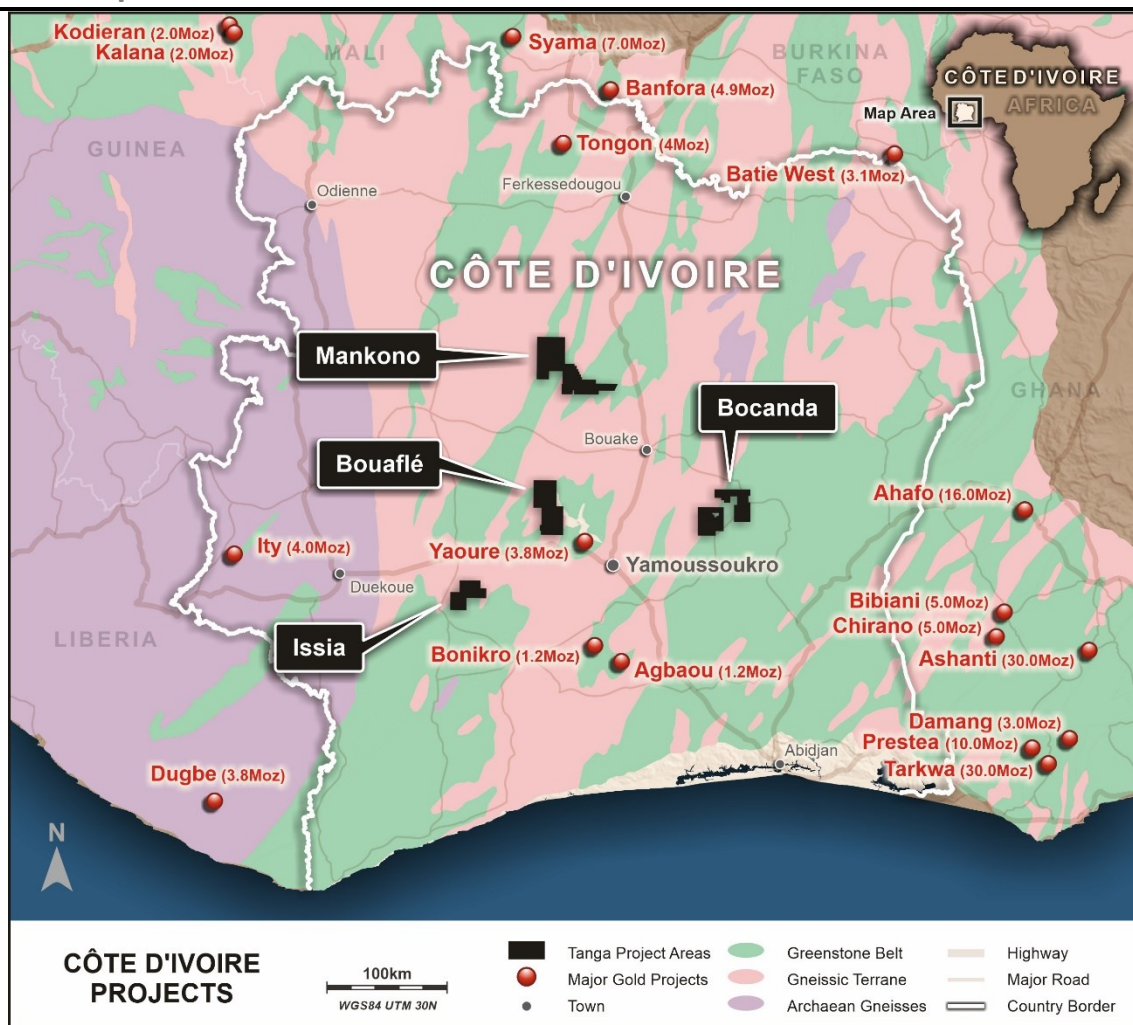 Kodieran (2.0Moz)
Kalana (2.0Moz)
MALI
Syama (7.0Moz)
BURKINA
FASO
CÔTE D'IVOIRE
AFRICA
Map Area
Banfora (4.9Moz)
GUINEA
Tongon (4Moz)
Batie West (3.1Moz)
Odienne
Ferkessedougou
CÔTE D'IVOIRE
Mankono
Bocanda
GHANA
Bouake
Bouaflé
Ahafo (16.0Moz)
Ity (4.0Moz)
Yaoure (3.8Moz)
Yamoussoukro
Duekoue
Bibiani (5.0Moz)
Chirano (5.0Moz)
LIBERIA
Issia
Bonikro (1.2Moz)
Agbaou (1.2Moz)
Ashanti (30.0Moz)
Damang (3.0Moz)
Prestea (10.0Moz)
Tarkwa (30.0Moz)
Abidjan
Dugbe (3.8Moz)
N
CÔTE D'IVOIRE
PROJECTS
100km
WGS84 UTM 30N
Tanga Project Areas
Major Gold Projects
Town
Greenstone Belt
Gneissic Terrane
Archaean Gneisses
Highway
Major Road
Country Border